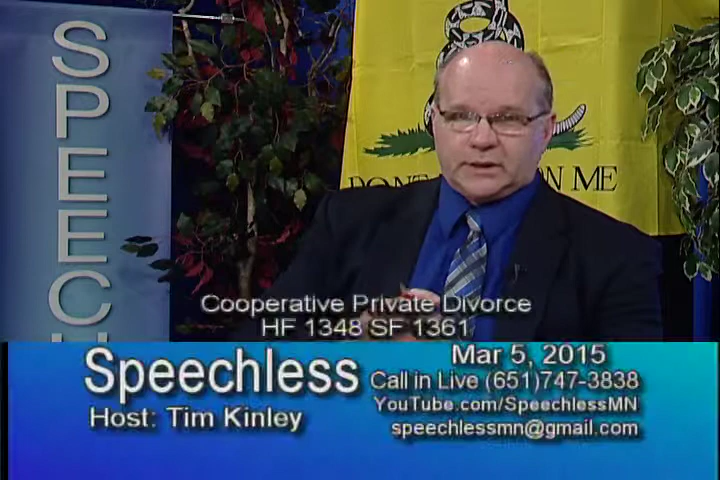 SPEECH
DON'T ON ME
Cooperative Private Divorce
HF 1348 SF 1361
Speechless
Host: Tim Kinley
Mar 5, 2015
Call in Live (651)747-3838
YouTube.com/SpeechlessMN
speechlessmn@gmail.com